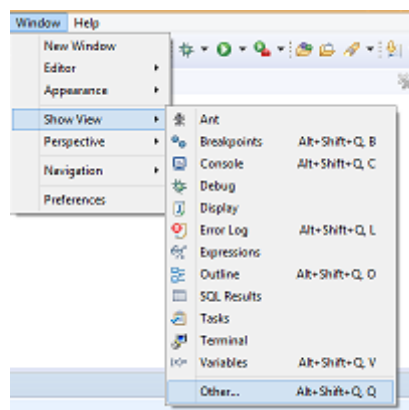 Window Help
New Window
Editor
Appearance
Show View
Perspective
Navigation
Preferences
Ant
Breakpoints Alt+Shift+Q, B
Console Alt+Shift+Q, C
Debug
Display
Error Log Alt+Shift+Q, L
Expressions
Outline Alt+Shift+Q, O
SQL Results
Tasks
Terminal
Variables Alt+Shift+Q, V
Other... Alt+Shift+Q, Q